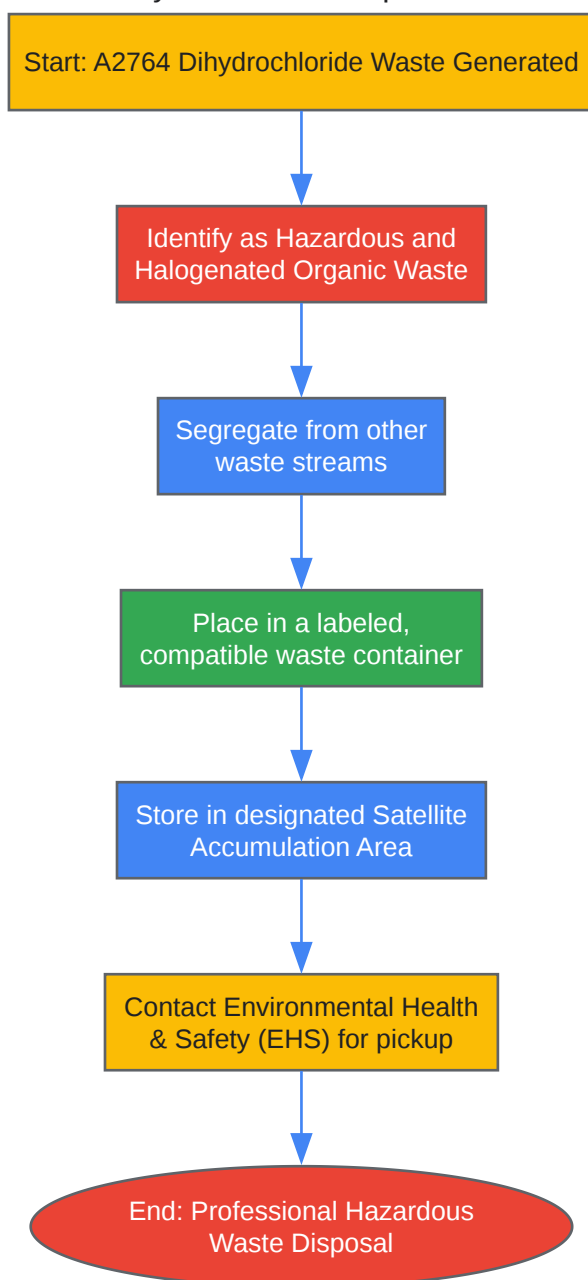 Start: A2764 Dihydrochloride Waste Generated
Identify as Hazardous and
Halogenated Organic Waste
Segregate from other
waste streams
Place in a labeled,
compatible waste container
Store in designated Satellite
Accumulation Area
Contact Environmental Health
& Safety (EHS) for pickup
End: Professional Hazardous
Waste Disposal